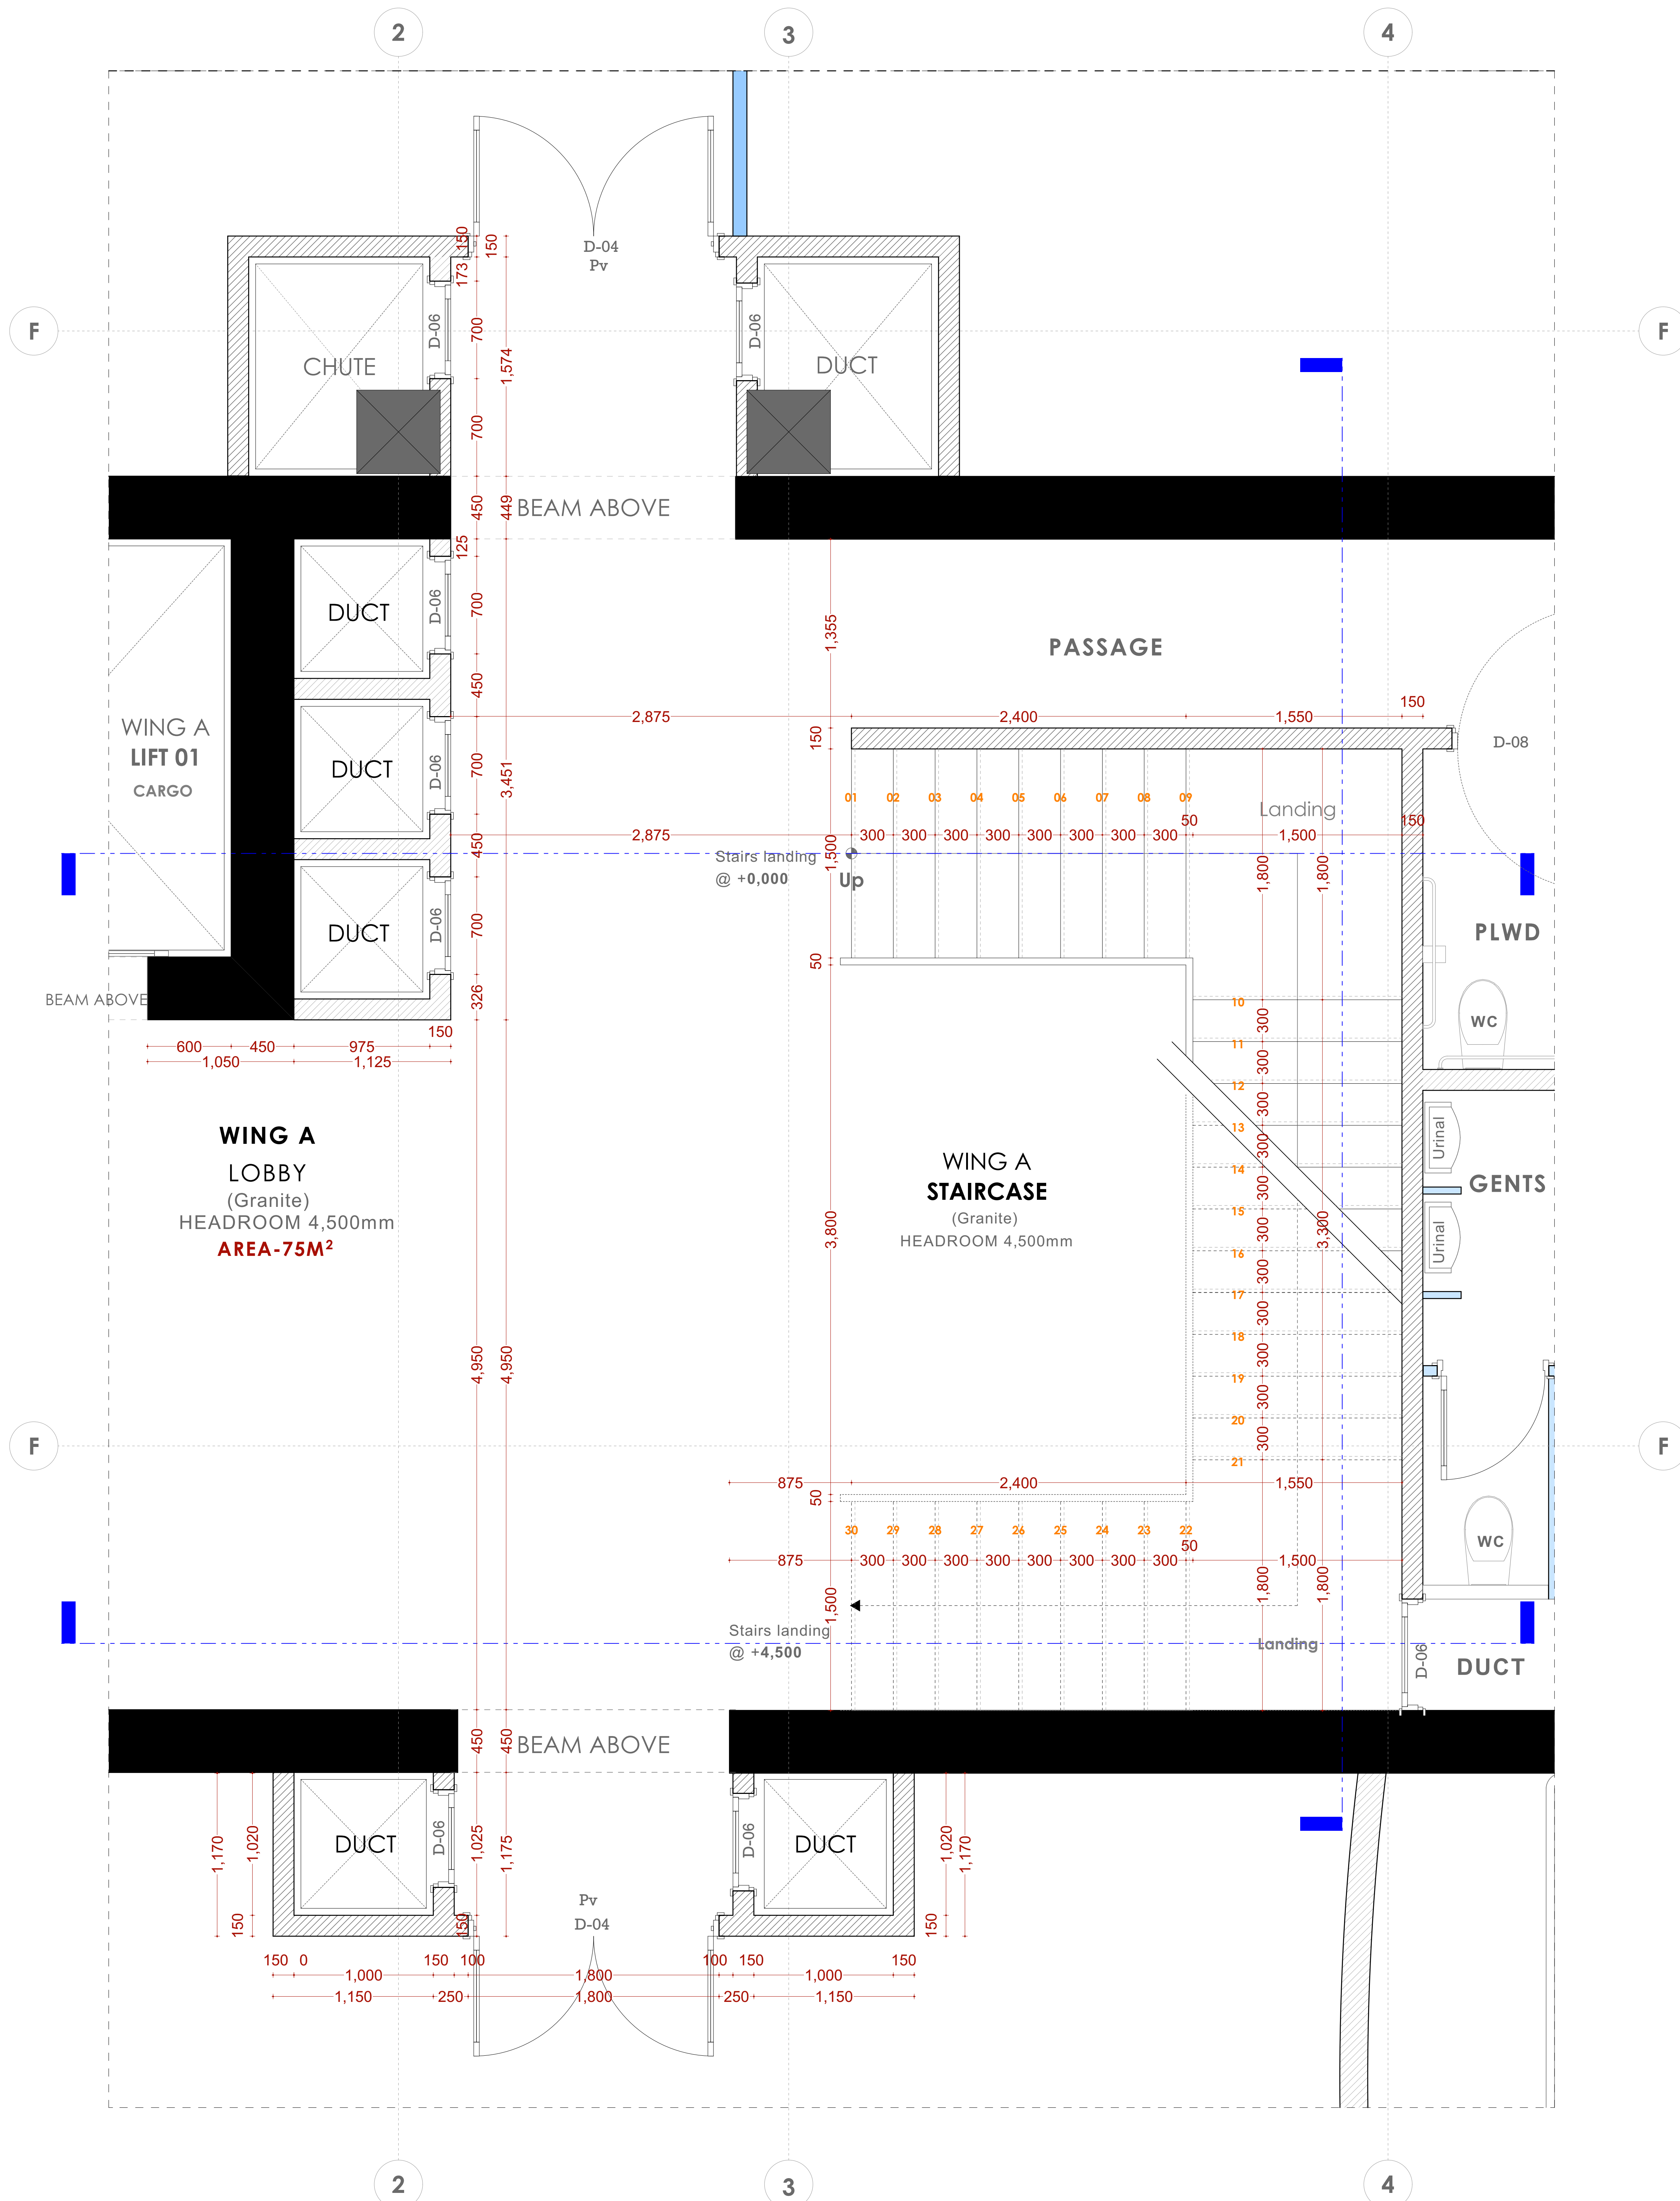 2
3
4
150
150
D-04
Pv
173
F
D-06
D-06
F
700
CHUTE
DUCT
1,574
700
450
449
BEAM ABOVE
125
DUCT
D-06
700
1,355
PASSAGE
450
150
2,875
2,400
1,550
WING A
LIFT 01
CARGO
DUCT
D-06
700
3,451
150
D-08
01
02
03
04
05
06
07
08
09
Landing
50
150
2,875
300
300
300
300
300
300
300
300
1,500
450
Stairs landing
@ +0,000
1,500
Up
1,800
1,800
DUCT
D-06
700
PLWD
50
BEAM ABOVE
326
10
WC
150
300
600
450
975
11
1,050
1,125
300
12
300
WING A
LOBBY
(Granite)
HEADROOM 4,500mm
AREA-75M²
13
Urinal
300
WING A
STAIRCASE
(Granite)
HEADROOM 4,500mm
14
GENTS
300
15
3,800
3,300
Urinal
300
16
300
17
300
18
300
4,950
4,950
19
300
20
300
F
F
21
875
2,400
1,550
50
30
29
28
27
26
25
24
23
22
50
WC
875
300
300
300
300
300
300
300
300
1,500
1,800
1,800
1,500
Stairs landing
@ +4,500
Landing
D-06
DUCT
450
450
BEAM ABOVE
1,170
1,020
DUCT
D-06
1,025
1,175
D-06
DUCT
1,020
1,170
Pv
D-04
150
150
150
150
0
150
100
100
150
150
1,000
1,800
1,000
1,150
250
1,800
250
1,150
2
3
4